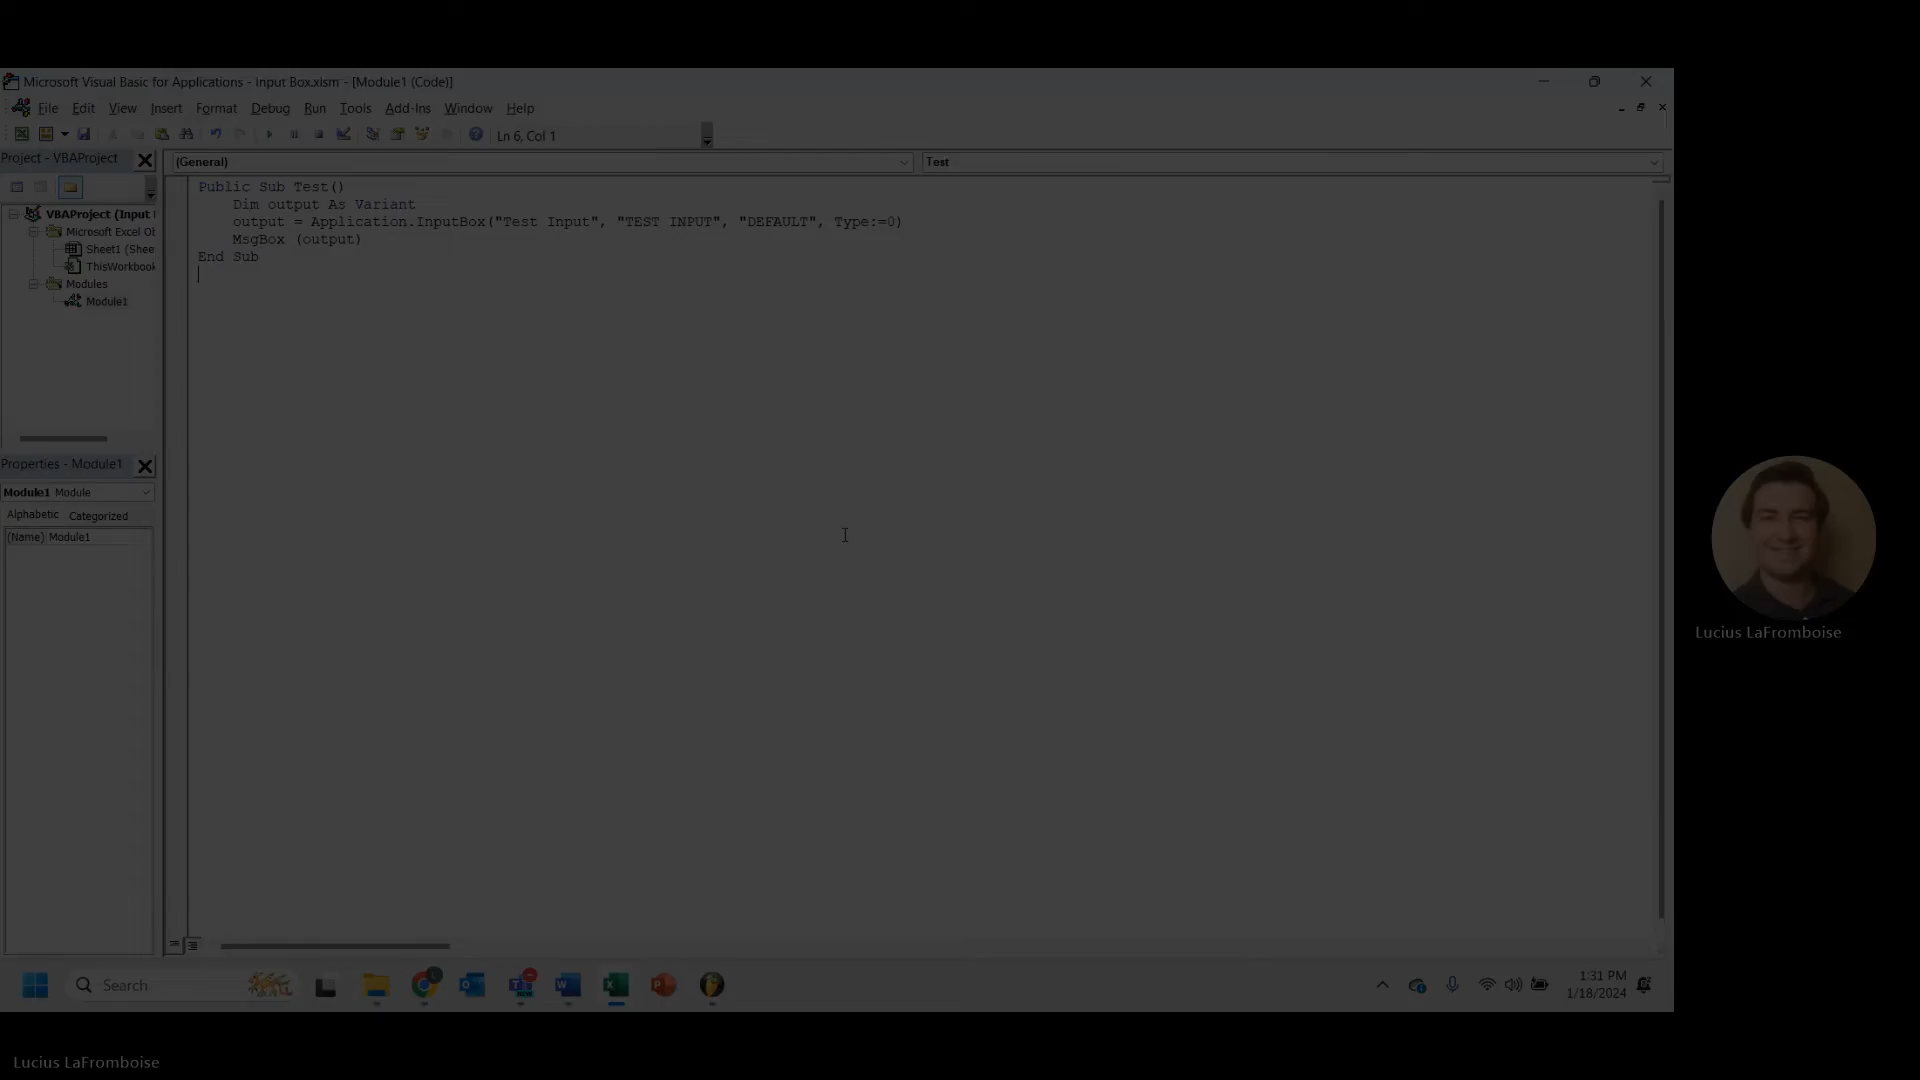 Microsoft Visual Basic for Applications - Input Box.xlsm - [Module1 (Code)]
File Edit View Insert Format Debug Run Tools Add-Ins Window Help
Ln 6, Col 1
Project - VBAProject
(General)
Test
VBAProject (Input
Microsoft Excel Ob
Sheet1 (Shee
ThisWorkbook
Modules
Module1
Public Sub Test()
Dim output As Variant
output = Application.InputBox("Test Input", "TEST INPUT", "DEFAULT", Type:=0)
MsgBox (output)
End Sub
Properties - Module1
Module1 Module
Alphabetic Categorized
(Name) Module1
Lucius LaFromboise
Search
1:31 PM
1/18/2024
Lucius LaFromboise